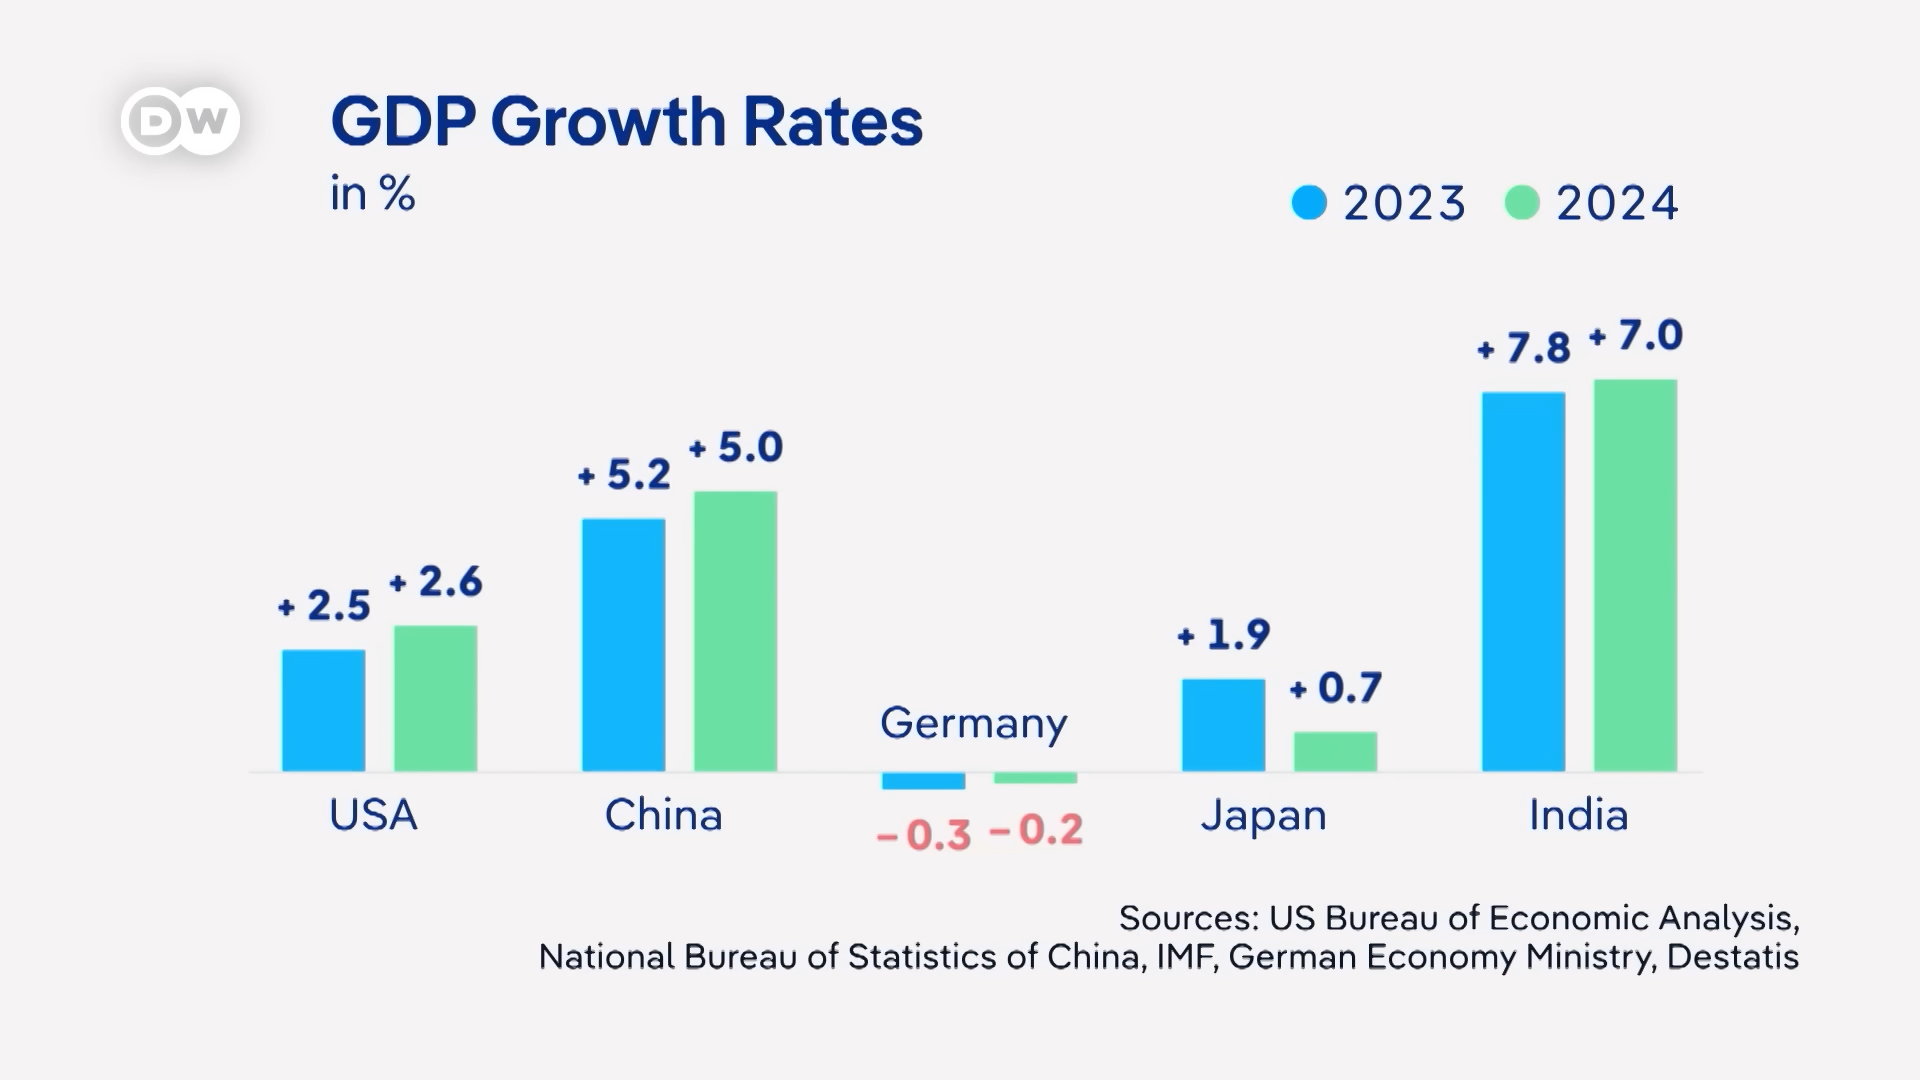 DW
GDP Growth Rates
in %
2023 2024
+ 2.5 + 2.6
+ 5.2 + 5.0
– 0.3 – 0.2
+ 1.9 + 0.7
+ 7.8 + 7.0
USA
China
Germany
Japan
India
Sources: US Bureau of Economic Analysis,
National Bureau of Statistics of China, IMF, German Economy Ministry, Destatis